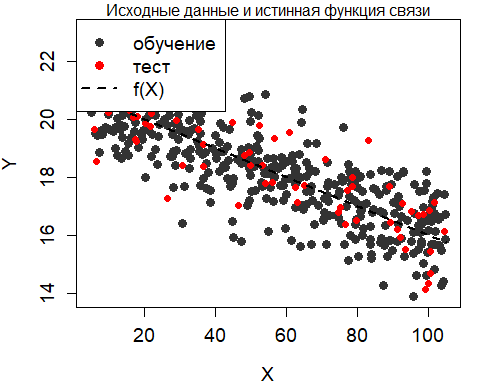 Исходные данные и истинная функция связи
обучение
тест
f(X)
22
20
18
16
14
Y
20 40 60 80 100
X